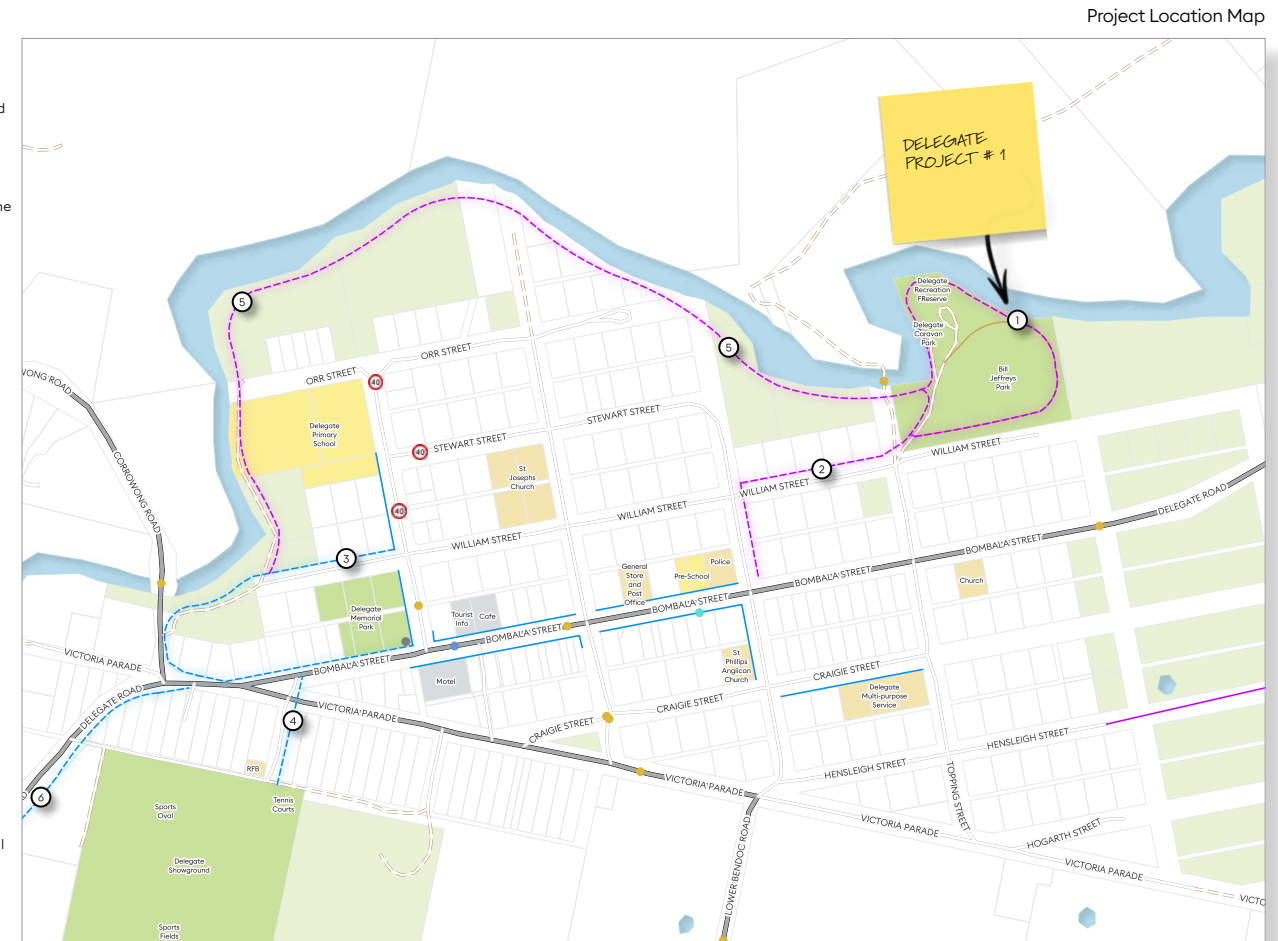 Project Location Map
d
ne
l
DELEGATE
PROJECT # 1
Delegate
Recreation
FReserve
Delegate
Caravan
Park
1
Bill
Jeffreys
Park
5
5
ORR STREET
ORR STREET
40
Delegate
Primary
School
STEWART STREET
40
STEWART STREET
St
Josephs
Church
40
WILLIAM STREET
2
WILLIAM STREET
WILLIAM STREET
WILLIAM STREET
CORROWONG ROAD
WONG ROAD
3
DELEGATE ROAD
BOMBALA STREET
General
Store
and
Post
Office
Pre-School
Police
BOMBALA STREET
Church
Delegate
Memorial
Park
Tourist
Info
Cafe
BOMBALA STREET
BOMBALA STREET
BOMBALA STREET
VICTORIA PARADE
DELEGATE ROAD
Motel
St
Phillips
Anglican
Church
CRAIGIE STREET
Delegate
Multi-purpose
Service
4
VICTORIA PARADE
CRAIGIE STREET
CRAIGIE STREET
HENSLEIGH STREET
HENSLEIGH STREET
RFB
6
D
Sports
Oval
Tennis
Courts
VICTORIA PARADE
TOPPING STREET
VICTORIA PARADE
HOGARTH STREET
VICTORIA PARADE
VICTO
Delegate
Showground
LOWER BENDOC ROAD
Sports
Fields